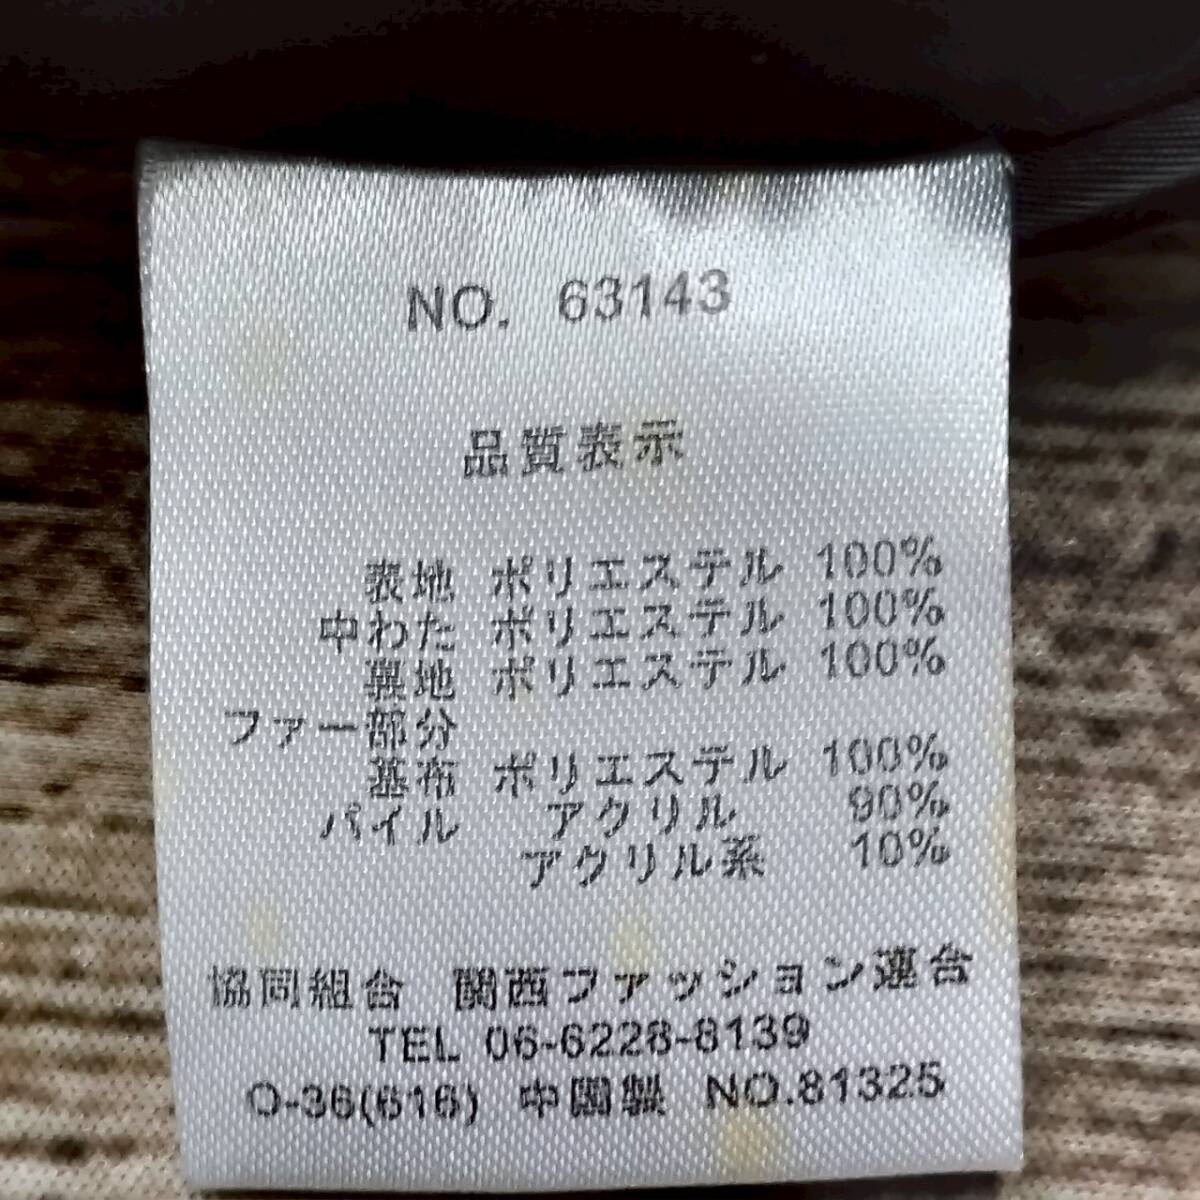 NO. 63143
品質表示
表地 ポリエステル 100%
中わた ポリエステル 100%
裏地 ポリエステル 100%
ファー部分
基布 ポリエステル 100%
パイル アクリル 90%
アクリル系 10%
協同組合 関西ファッション連合
TEL 06-6228-8139
O-36(616) 中国製 NO.81325